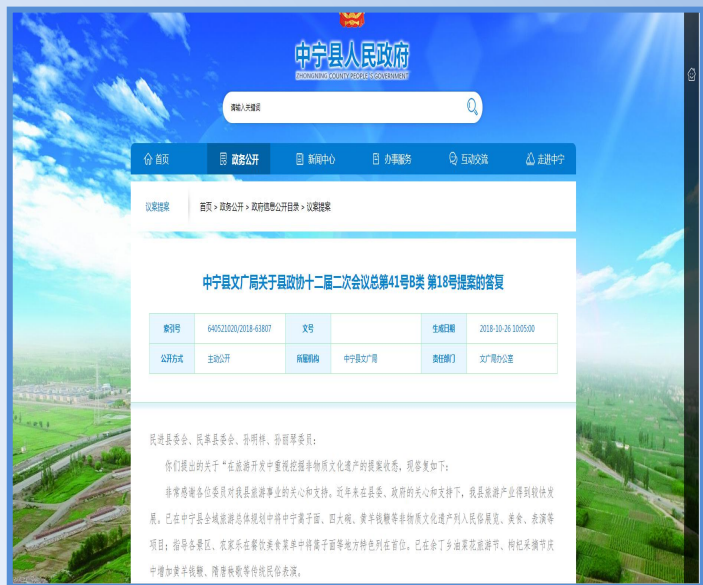 中宁县人民政府
ZHONGNING COUNTY PEOPLE'S GOVERNMENT
请输入关键词
首页 政务公开 新闻中心 办事服务 互动交流 走进中宁
议案提案 首页 > 政务公开 > 政府信息公开目录 > 议案提案
中宁县文广局关于县政协十二届二次会议总第41号B类 第18号提案的答复
索引号 640521020/2018-63807 文号 生成日期 2018-10-26 10:05:00
公开方式 主动公开 所属机构 中宁县文广局 责任部门 文广局办公室
民进县委会、民革县委会、孙明祥、孙丽翠委员：
你们提出的关于“在旅游开发中重视挖掘非物质文化遗产的提案收悉，现答复如下：
非常感谢各位委员对我县旅游事业的关心和支持。近年来在县委、政府的关心和支持下，我县旅游产业得到较快发
展。已在中宁县全域旅游总体规划中将中宁蒿子面、四大碗、黄羊钱鞭等非物质文化遗产列入民俗展览、美食、表演等
项目；指导各景区、农家乐在餐饮美食菜单中将蒿子面等地方特色列在首位。已在余丁乡油菜花旅游节、枸杞采摘节庆
中增加黄羊钱鞭、隋唐秧歌等传统民俗表演。